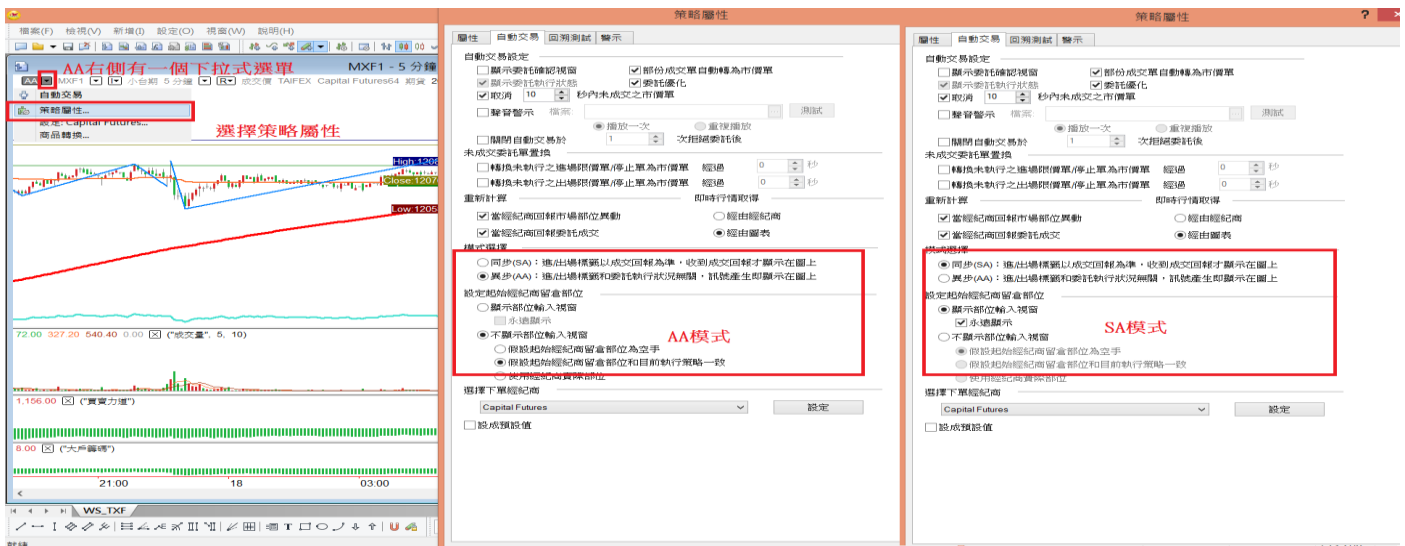 檔案(F) 檢視(V) 新增(I) 設定(O) 視窗(W) 說明(H)
AA右側有一個下拉式選單
MXF1 - 5 分鐘
AA MXF1 小台期 5 分鐘 R 成交價 TAIFEX Capital Futures64 期貨
自動交易
策略屬性...
設定: Capital Futures...
商品轉換...
選擇策略屬性
High:1208
Close:1207
Low:1205
72.00 327.20 540.40 0.00 ("成交量", 5, 10)
1,156.00 ("買賣力道")
8.00 ("大戶籌碼")
21:00 18 03:00
WS_TXF
策略屬性
屬性 自動交易 回溯測試 警示
自動交易設定
顯示委託確認視窗 部份成交單自動轉為市價單
顯示委託執行狀態 委託優化
取消 10 秒內未成交之市價單
聲音警示 檔案 測試
播放一次 重複播放
關閉自動交易於 1 次拒絕委託後
未成交委託單置換
轉換未執行之進場限價單/停止單為市價單 經過 0 秒
轉換未執行之出場限價單/停止單為市價單 經過 0 秒
重新計算 即時行情取得
當經紀商回報市場部位異動 經由經紀商
當經紀商回報委託成交 經由圖表
模式選擇
同步(SA)：進/出場標籤以成交回報為準，收到成交回報才顯示在圖上
異步(AA)：進/出場標籤和委託執行狀況無關，訊號產生即顯示在圖上
設定起始經紀商留倉部位
顯示部位輸入視窗
永遠顯示
不顯示部位輸入視窗
AA模式
假設起始經紀商留倉部位為空手
假設起始經紀商留倉部位和目前執行策略一致
使用經紀商實際部位
選擇下單經紀商
Capital Futures 設定
設成預設值
策略屬性 ?
屬性 自動交易 回溯測試 警示
自動交易設定
顯示委託確認視窗 部份成交單自動轉為市價單
顯示委託執行狀態 委託優化
取消 10 秒內未成交之市價單
聲音警示 檔案 測試
播放一次 重複播放
關閉自動交易於 1 次拒絕委託後
未成交委託單置換
轉換未執行之進場限價單/停止單為市價單 經過 0 秒
轉換未執行之出場限價單/停止單為市價單 經過 0 秒
重新計算 即時行情取得
當經紀商回報市場部位異動 經由經紀商
當經紀商回報委託成交 經由圖表
模式選擇
同步(SA)：進/出場標籤以成交回報為準，收到成交回報才顯示在圖上
異步(AA)：進/出場標籤和委託執行狀況無關，訊號產生即顯示在圖上
設定起始經紀商留倉部位
顯示部位輸入視窗
永遠顯示
SA模式
不顯示部位輸入視窗
假設起始經紀商留倉部位為空手
假設起始經紀商留倉部位和目前執行策略一致
使用經紀商實際部位
選擇下單經紀商
Capital Futures 設定
設成預設值